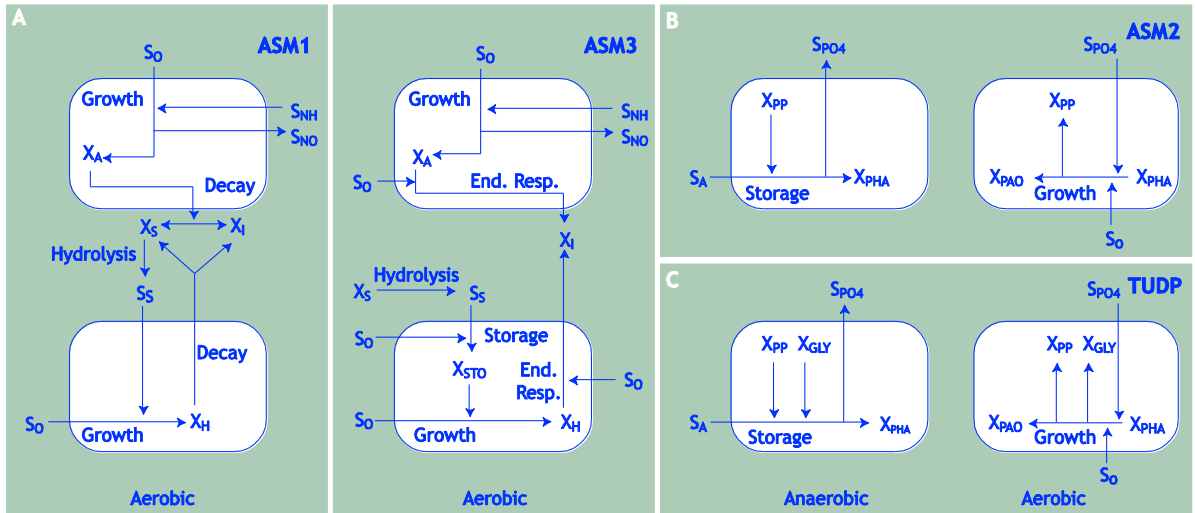 A
ASM1
S_O
Growth
S_NH
S_NO
X_A
Decay
X_S
X_I
Hydrolysis
S_S
Decay
S_O
X_H
Growth
Aerobic
ASM3
S_O
Growth
S_NH
S_NO
X_A
S_O
End. Resp.
X_I
Hydrolysis
X_S
S_S
S_O
Storage
X_STO
End.
Resp.
S_O
S_O
X_H
Growth
Aerobic
B
ASM2
S_PO4
X_PP
S_A
X_PHA
Storage
S_PO4
X_PP
X_PAO
X_PHA
Growth
S_O
C
TUDP
S_PO4
X_PP X_GLY
S_A
X_PHA
Storage
Anaerobic
S_PO4
X_PP X_GLY
X_PAO
X_PHA
Growth
S_O
Aerobic